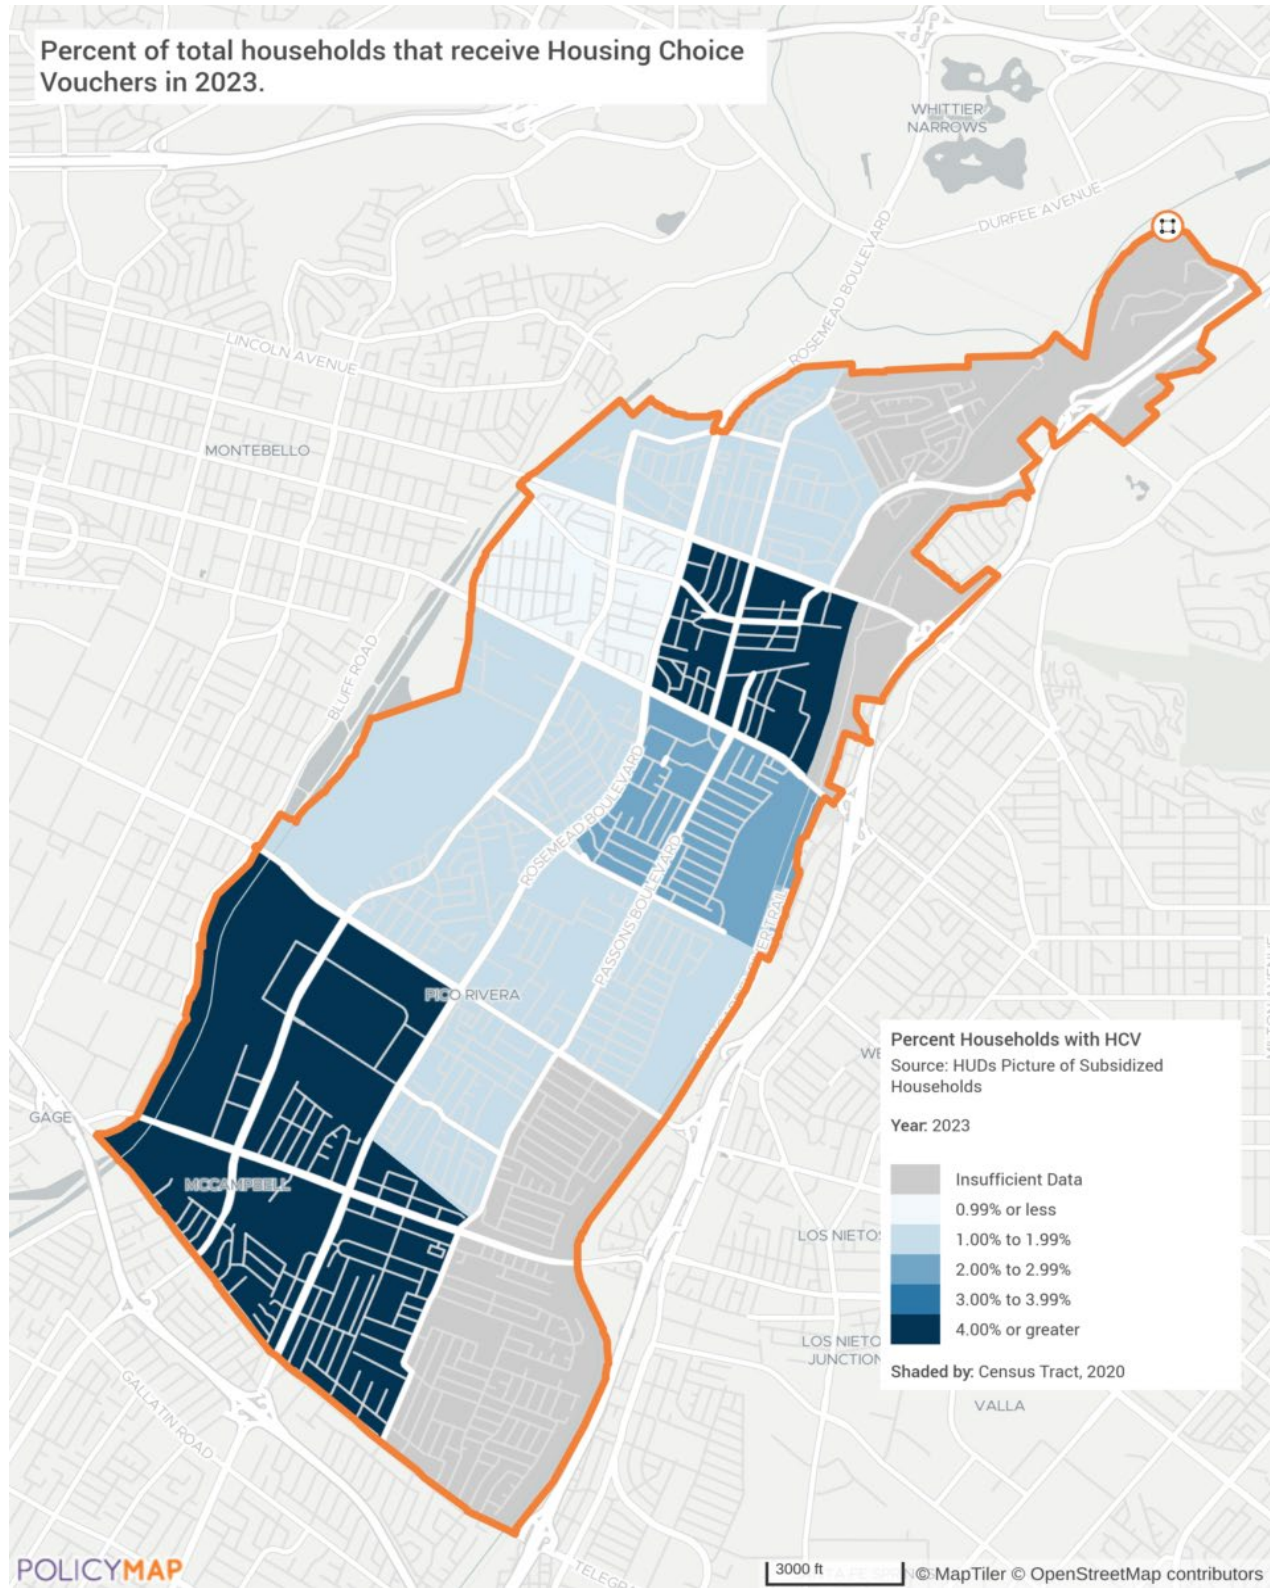 Percent of total households that receive Housing Choice
Vouchers in 2023.
WHITTIER
NARROWS
DURFEE AVENUE
ROSEMEAD BOULEVARD
LINCOLN AVENUE
MONTEBELLO
BLUFF ROAD
ROSEMEAD BOULEVARD
PASSONS BOULEVARD
PICO RIVERA
GAGE
MCCAMPBELL
LOS NIETOS
LOS NIETO
JUNCTION
VALLA
GALLATIN ROAD
Percent Households with HCV
Source: HUDs Picture of Subsidized
Households
Year: 2023
Insufficient Data
0.99% or less
1.00% to 1.99%
2.00% to 2.99%
3.00% to 3.99%
4.00% or greater
Shaded by: Census Tract, 2020
POLICYMAP
3000 ft
© MapTiler © OpenStreetMap contributors